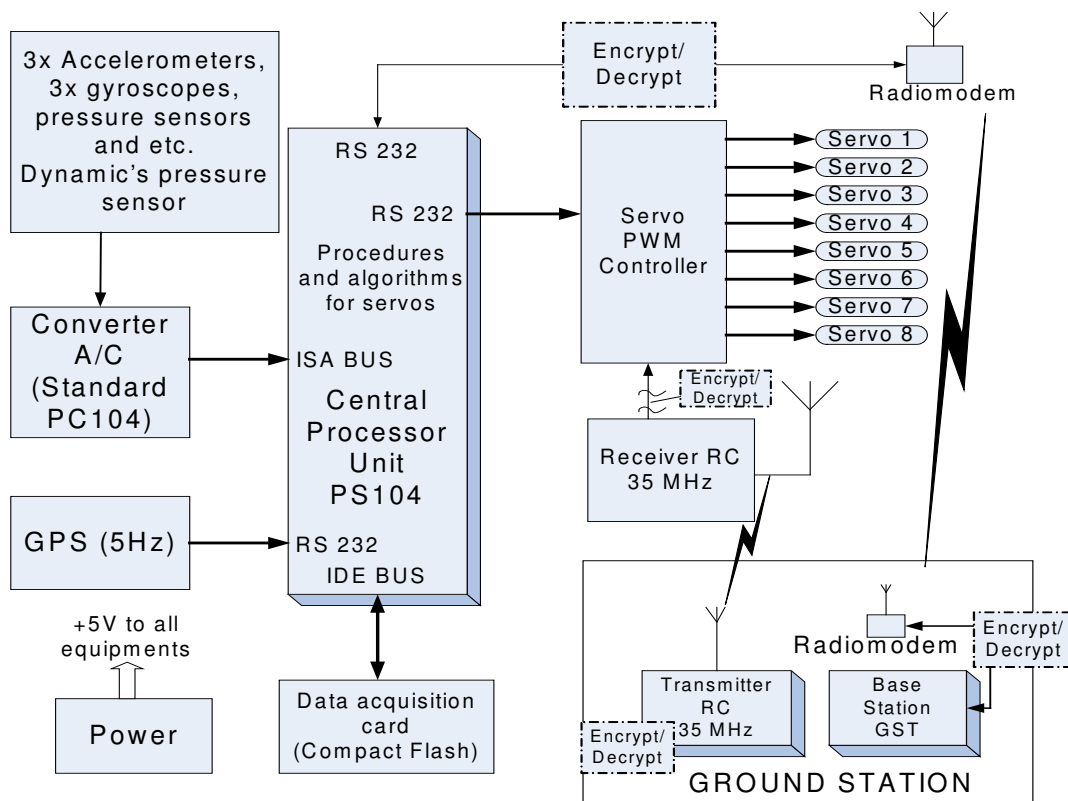 3x Accelerometers,
3x gyroscopes,
pressure sensors
and etc.
Dynamic's pressure
sensor
Converter
A/C
(Standard
PC104)
GPS (5Hz)
+5V to all
equipments
Power
RS 232
RS 232
Procedures
and algorithms
for servos
ISA BUS
Central
Processor
Unit
PS104
RS 232
IDE BUS
Data acquisition
card
(Compact Flash)
Encrypt/
Decrypt
Radiomodem
Servo
PWM
Controller
Servo 1
Servo 2
Servo 3
Servo 4
Servo 5
Servo 6
Servo 7
Servo 8
Encrypt/
Decrypt
Receiver RC
35 MHz
Radiomodem
Encrypt/
Decrypt
Transmitter
RC
35 MHz
Encrypt/
Decrypt
Base
Station
GST
GROUND STATION